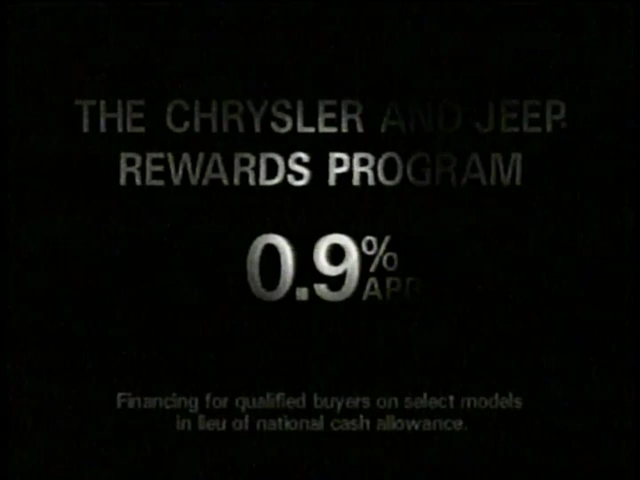 THE CHRYSLER AND JEEP®
REWARDS PROGRAM
0.9%
APR
Financing for qualified buyers on select models
in lieu of national cash allowance.